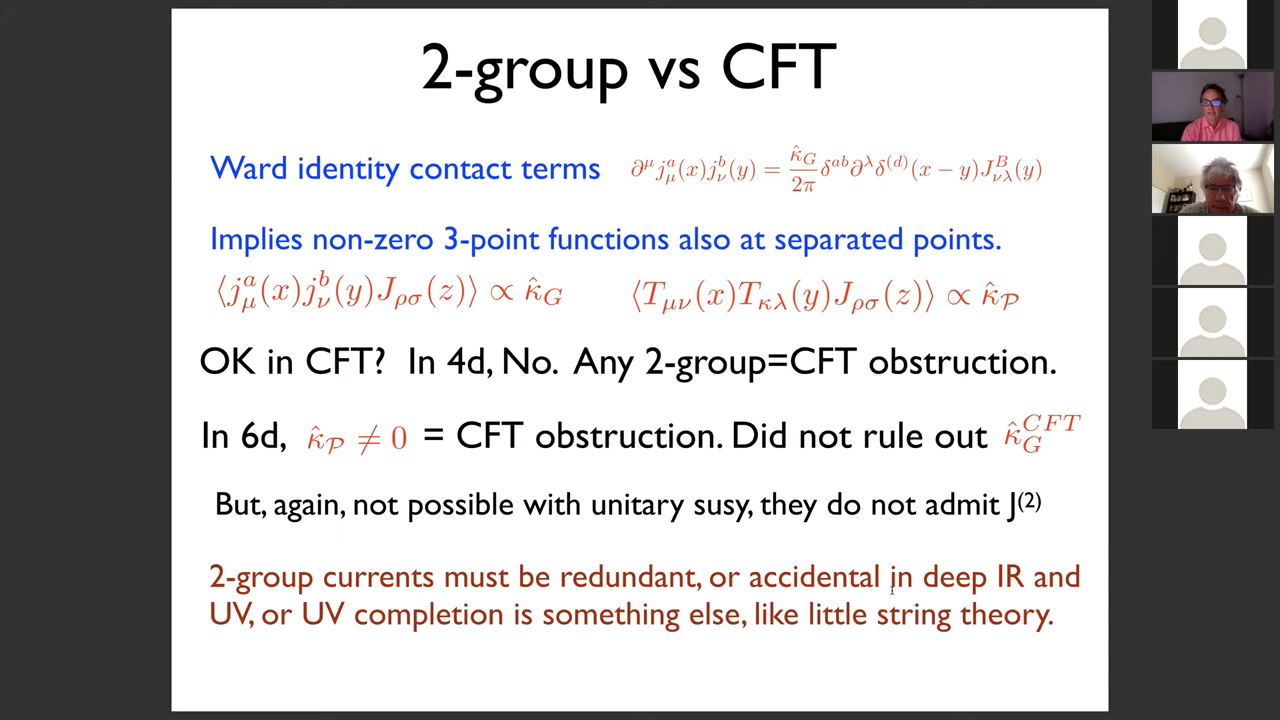 2-group vs CFT
Ward identity contact terms ∂^μ j^a_μ(x) j^b_ν(y) = \frac{κ̂_G}{2π} δ^{ab} ∂^λ δ^{(d)}(x − y) J^B_{νλ}(y)
Implies non-zero 3-point functions also at separated points.
⟨j^a_μ(x) j^b_ν(y) J_{ρσ}(z)⟩ ∝ κ̂_G ⟨T_{μν}(x) T_{κλ}(y) J_{ρσ}(z)⟩ ∝ κ̂_𝒫
OK in CFT? In 4d, No. Any 2-group=CFT obstruction.
In 6d, κ̂_𝒫 ≠ 0 = CFT obstruction. Did not rule out κ̂_G^{CFT}
But, again, not possible with unitary susy, they do not admit J⁽²⁾
2-group currents must be redundant, or accidental in deep IR and
UV, or UV completion is something else, like little string theory.